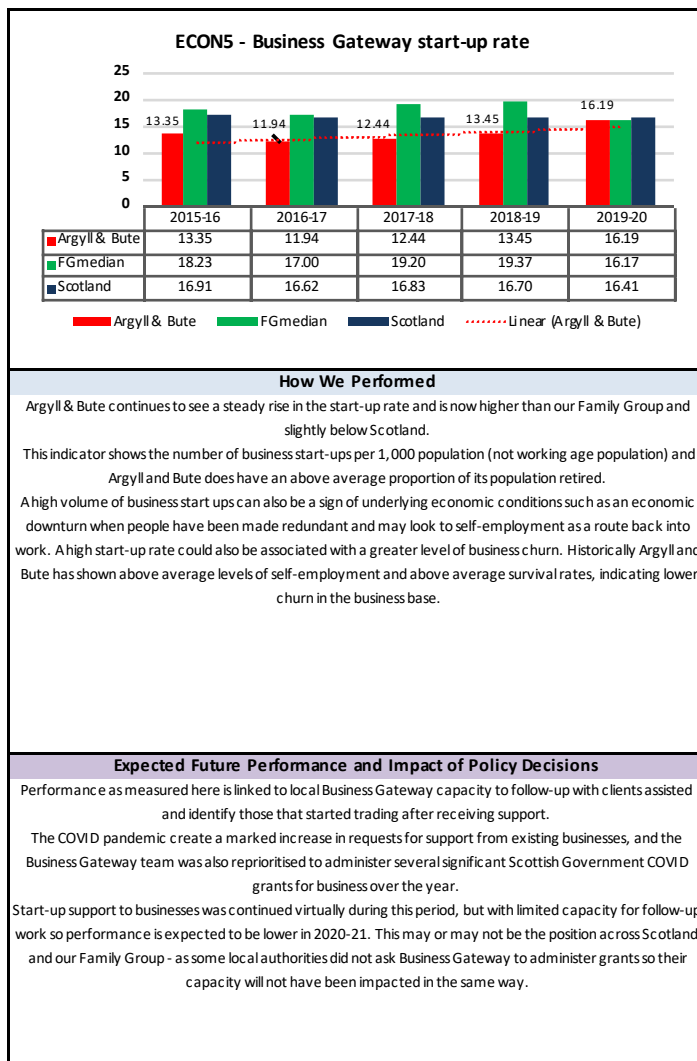 ECON5 - Business Gateway start-up rate
25
20
15
10
5
0
13.35
11.94
12.44
13.45
16.19
2015-16 2016-17 2017-18 2018-19 2019-20
Argyll & Bute 13.35 11.94 12.44 13.45 16.19
FGmedian 18.23 17.00 19.20 19.37 16.17
Scotland 16.91 16.62 16.83 16.70 16.41
Argyll & Bute FGmedian Scotland Linear (Argyll & Bute)
How We Performed
Argyll & Bute continues to see a steady rise in the start-up rate and is now higher than our Family Group and
slightly below Scotland.
This indicator shows the number of business start-ups per 1,000 population (not working age population) and
Argyll and Bute does have an above average proportion of its population retired.
A high volume of business start ups can also be a sign of underlying economic conditions such as an economic
downturn when people have been made redundant and may look to self-employment as a route back into
work. A high start-up rate could also be associated with a greater level of business churn. Historically Argyll and
Bute has shown above average levels of self-employment and above average survival rates, indicating lower
churn in the business base.
Expected Future Performance and Impact of Policy Decisions
Performance as measured here is linked to local Business Gateway capacity to follow-up with clients assisted
and identify those that started trading after receiving support.
The COVID pandemic create a marked increase in requests for support from existing businesses, and the
Business Gateway team was also reprioritised to administer several significant Scottish Government COVID
grants for business over the year.
Start-up support to businesses was continued virtually during this period, but with limited capacity for follow-up
work so performance is expected to be lower in 2020-21. This may or may not be the position across Scotland
and our Family Group - as some local authorities did not ask Business Gateway to administer grants so their
capacity will not have been impacted in the same way.